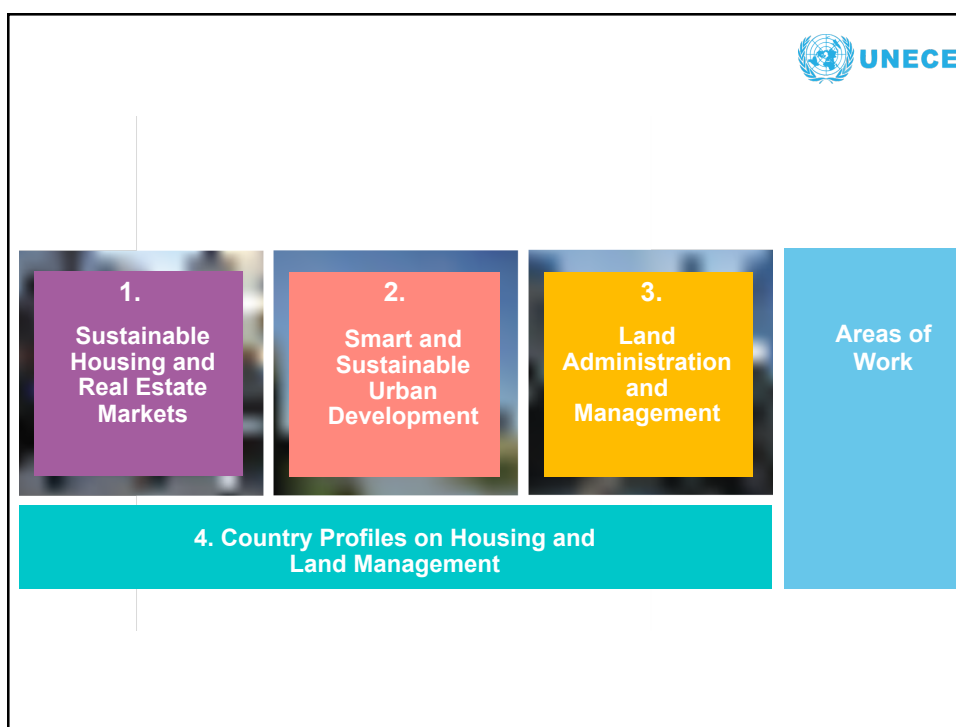 UNECE
1.
Sustainable
Housing and
Real Estate
Markets
2.
Smart and
Sustainable
Urban
Development
3.
Land
Administration
and
Management
Areas of
Work
4. Country Profiles on Housing and
Land Management